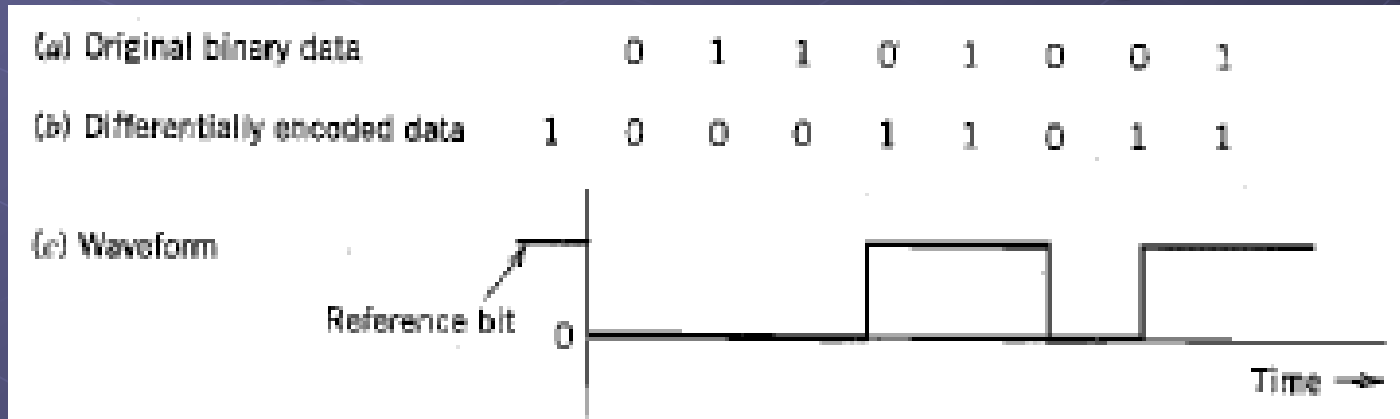 (a) Original binary data 0 1 1 0 1 0 0 1
(b) Differentially encoded data 1 0 0 0 1 1 0 1 1
(c) Waveform
Reference bit
0
Time